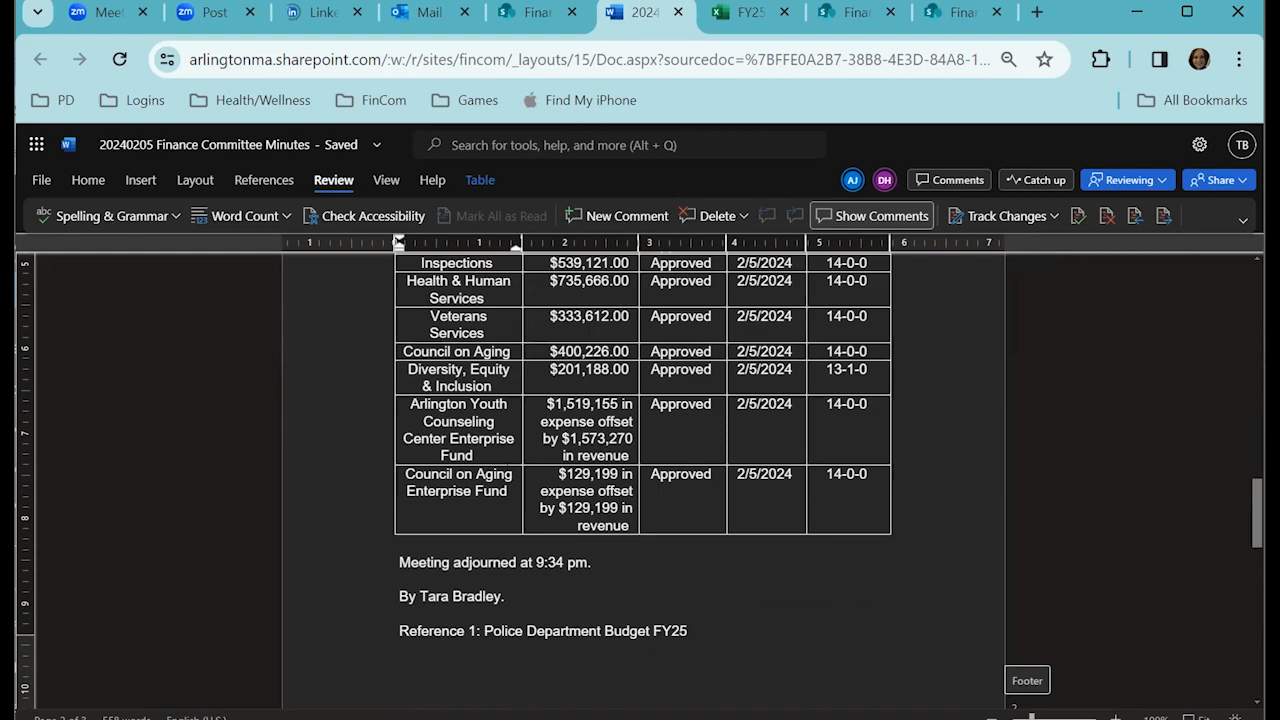 Meet
Post
Linke
Mail
Finar
2024
FY25
Finar
Finar
arlingtonma.sharepoint.com/:w:/r/sites/fincom/_layouts/15/Doc.aspx?sourcedoc=%7BFFE0A2B7-38B8-4E3D-84A8-1...
PD
Logins
Health/Wellness
FinCom
Games
Find My iPhone
All Bookmarks
20240205 Finance Committee Minutes - Saved
Search for tools, help, and more (Alt + Q)
TB
File Home Insert Layout References Review View Help Table
AJ DH Comments Catch up Reviewing Share
Spelling & Grammar Word Count Check Accessibility Mark All as Read New Comment Delete Show Comments Track Changes
1 1 2 3 4 5 6 7
Inspections $539,121.00 Approved 2/5/2024 14-0-0
Health & Human $735,666.00 Approved 2/5/2024 14-0-0
Services
Veterans $333,612.00 Approved 2/5/2024 14-0-0
Services
Council on Aging $400,226.00 Approved 2/5/2024 14-0-0
Diversity, Equity $201,188.00 Approved 2/5/2024 13-1-0
& Inclusion
Arlington Youth $1,519,155 in Approved 2/5/2024 14-0-0
Counseling expense offset
Center Enterprise by $1,573,270
Fund in revenue
Council on Aging $129,199 in Approved 2/5/2024 14-0-0
Enterprise Fund expense offset
by $129,199 in
revenue
Meeting adjourned at 9:34 pm.
By Tara Bradley.
Reference 1: Police Department Budget FY25
Footer